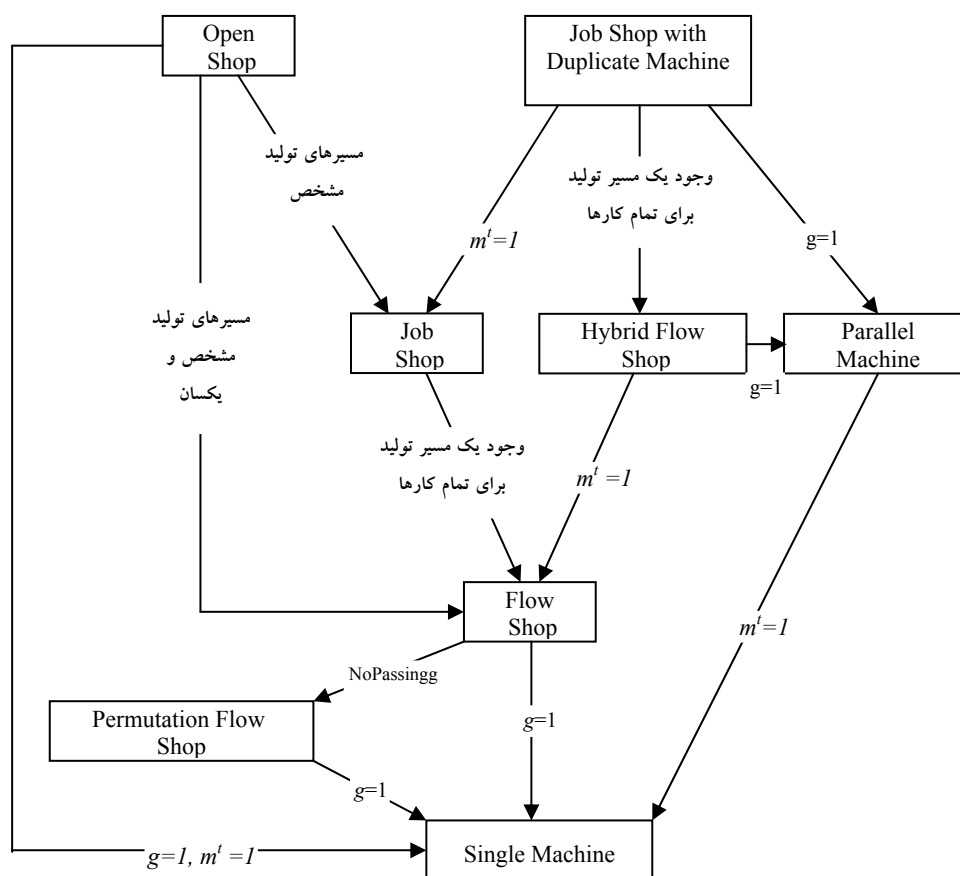 Open
Shop
Job Shop with
Duplicate Machine
مسیرهای تولید
مشخص
وجود یک مسیر تولید
برای تمام کارها
m^t=1
g=1
مسیرهای تولید
مشخص و
یکسان
Job
Shop
Hybrid Flow
Shop
g=1
Parallel
Machine
وجود یک مسیر تولید
برای تمام کارها
m^t =1
Flow
Shop
m^t=1
NoPassingg
Permutation Flow
Shop
g=1
g=1
g=1, m^t =1
Single Machine